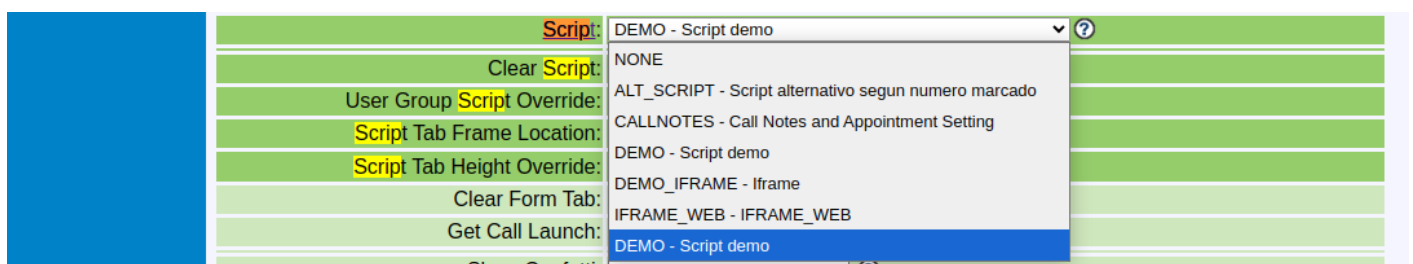 Script: DEMO - Script demo
NONE
Clear Script:
ALT_SCRIPT - Script alternativo segun numero marcado
User Group Script Override:
CALLNOTES - Call Notes and Appointment Setting
Script Tab Frame Location:
DEMO - Script demo
Script Tab Height Override:
DEMO_IFRAME - Iframe
Clear Form Tab:
IFRAME_WEB - IFRAME_WEB
Get Call Launch:
DEMO - Script demo